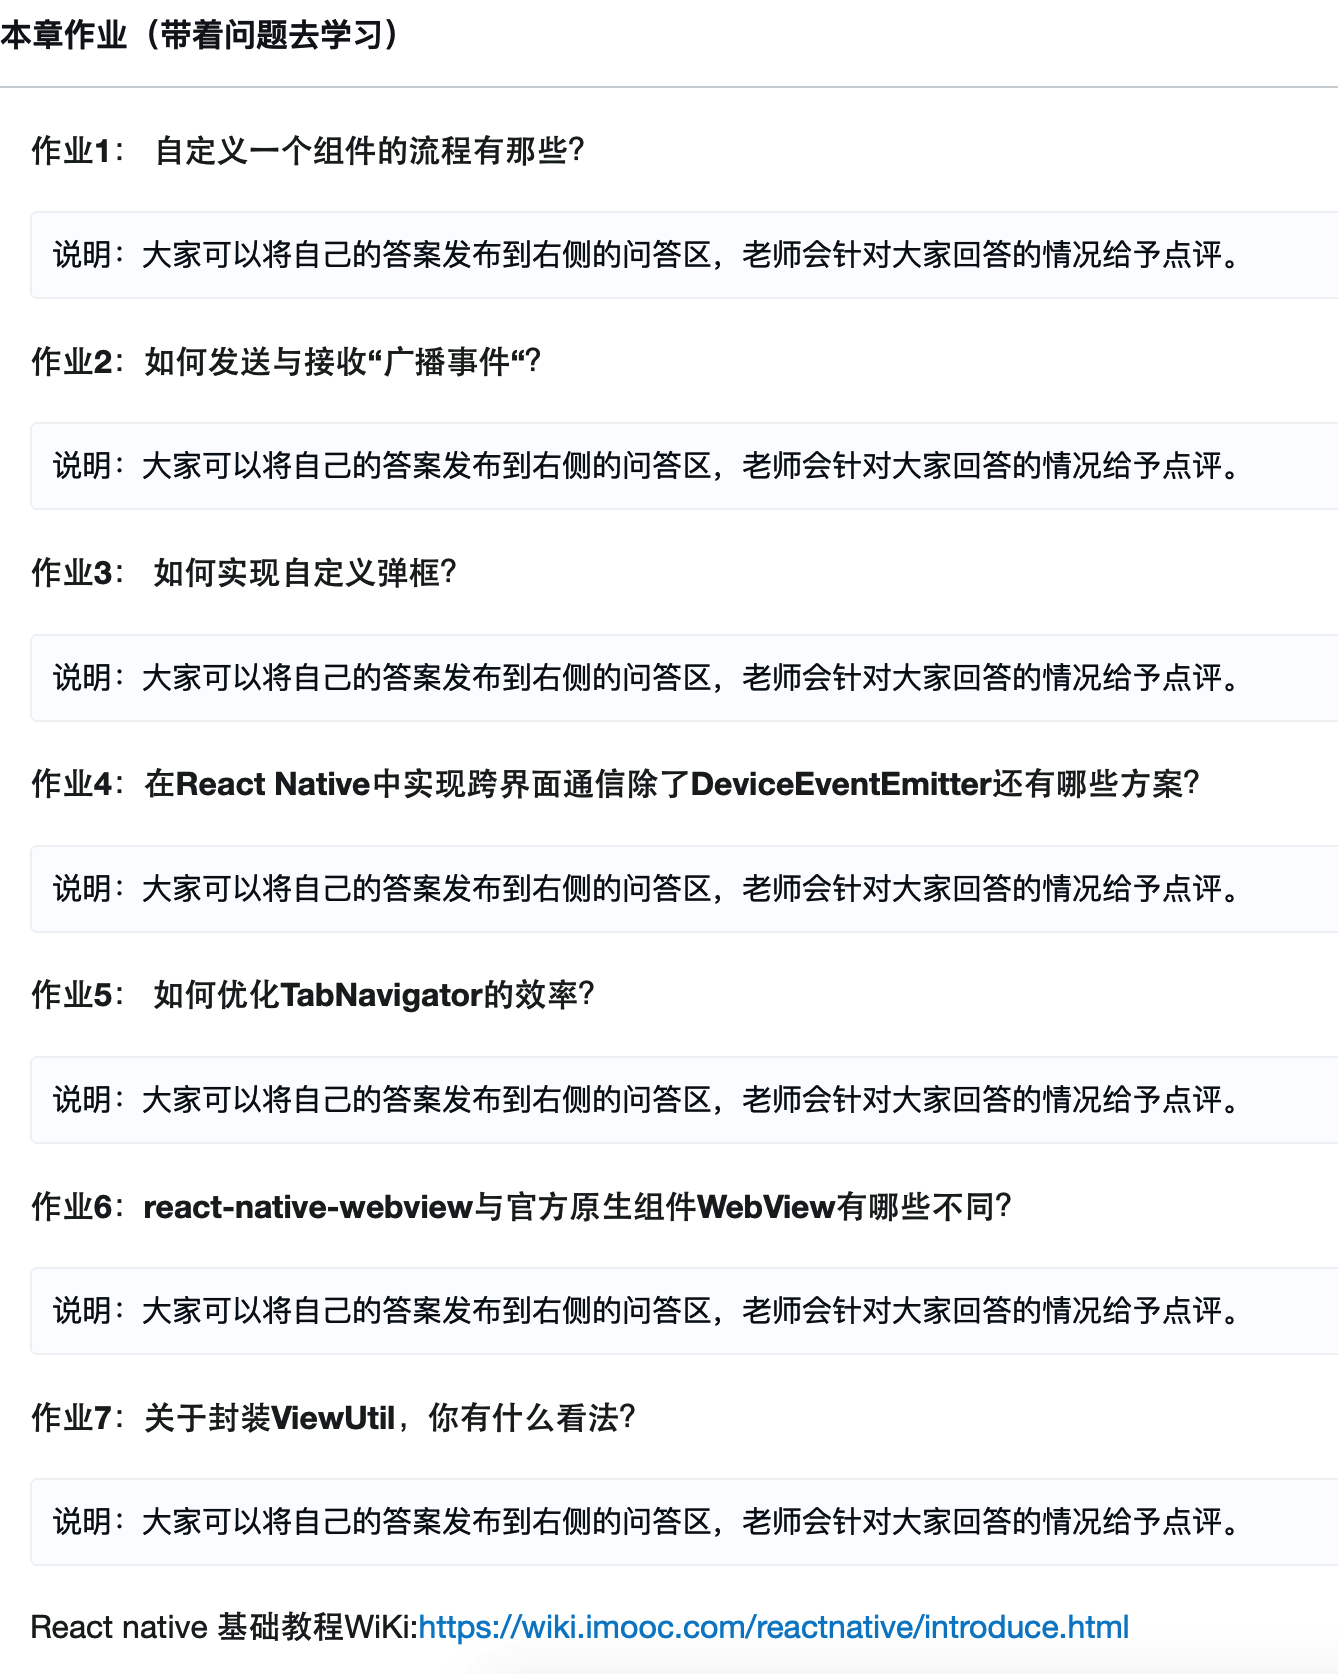 本章作业（带着问题去学习）
作业1： 自定义一个组件的流程有那些？
说明：大家可以将自己的答案发布到右侧的问答区，老师会针对大家回答的情况给予点评。
作业2：如何发送与接收“广播事件“？
说明：大家可以将自己的答案发布到右侧的问答区，老师会针对大家回答的情况给予点评。
作业3： 如何实现自定义弹框？
说明：大家可以将自己的答案发布到右侧的问答区，老师会针对大家回答的情况给予点评。
作业4：在React Native中实现跨界面通信除了DeviceEventEmitter还有哪些方案？
说明：大家可以将自己的答案发布到右侧的问答区，老师会针对大家回答的情况给予点评。
作业5： 如何优化TabNavigator的效率？
说明：大家可以将自己的答案发布到右侧的问答区，老师会针对大家回答的情况给予点评。
作业6：react-native-webview与官方原生组件WebView有哪些不同？
说明：大家可以将自己的答案发布到右侧的问答区，老师会针对大家回答的情况给予点评。
作业7：关于封装ViewUtil，你有什么看法？
说明：大家可以将自己的答案发布到右侧的问答区，老师会针对大家回答的情况给予点评。
React native 基础教程WiKi:https://wiki.imooc.com/reactnative/introduce.html